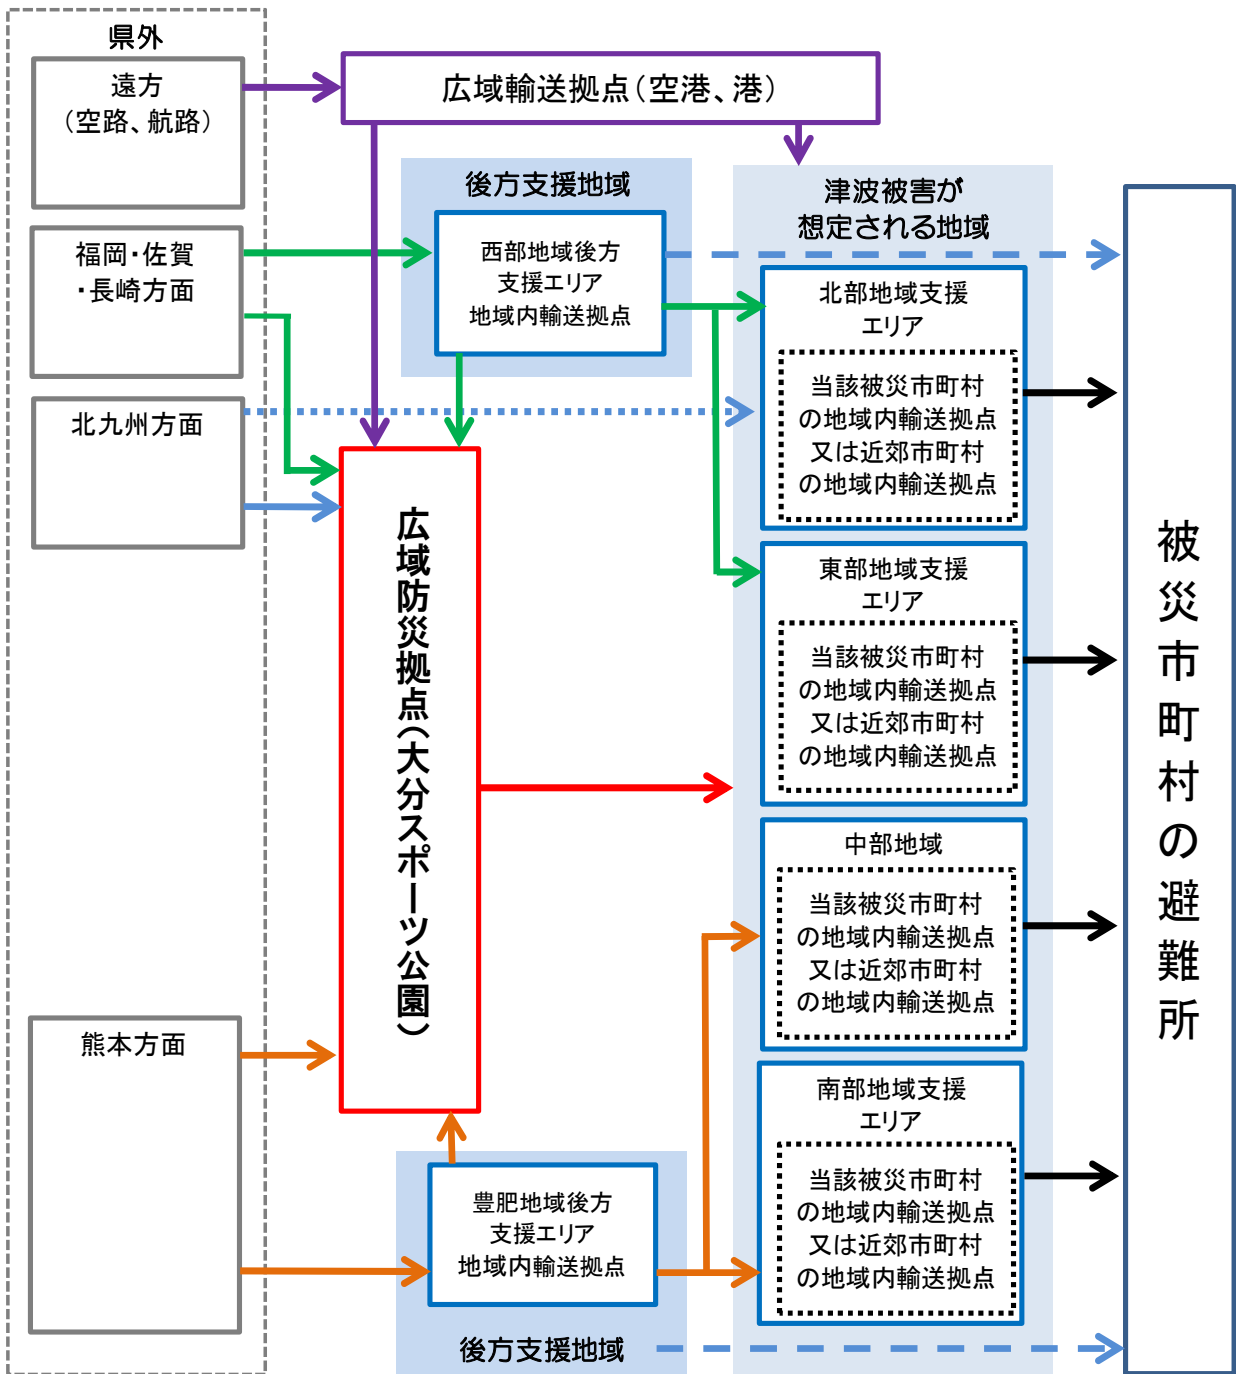 県外
遠方
（空路、航路）
広域輸送拠点（空港、港）
福岡・佐賀
・長崎方面
北九州方面
熊本方面
後方支援地域
西部地域後方
支援エリア
地域内輸送拠点
広域防災拠点（大分スポーツ公園）
豊肥地域後方
支援エリア
地域内輸送拠点
後方支援地域
津波被害が
想定される地域
北部地域支援
エリア
当該被災市町村
の地域内輸送拠点
又は近郊市町村
の地域内輸送拠点
東部地域支援
エリア
当該被災市町村
の地域内輸送拠点
又は近郊市町村
の地域内輸送拠点
中部地域
当該被災市町村
の地域内輸送拠点
又は近郊市町村
の地域内輸送拠点
南部地域支援
エリア
当該被災市町村
の地域内輸送拠点
又は近郊市町村
の地域内輸送拠点
被災市町村の避難所